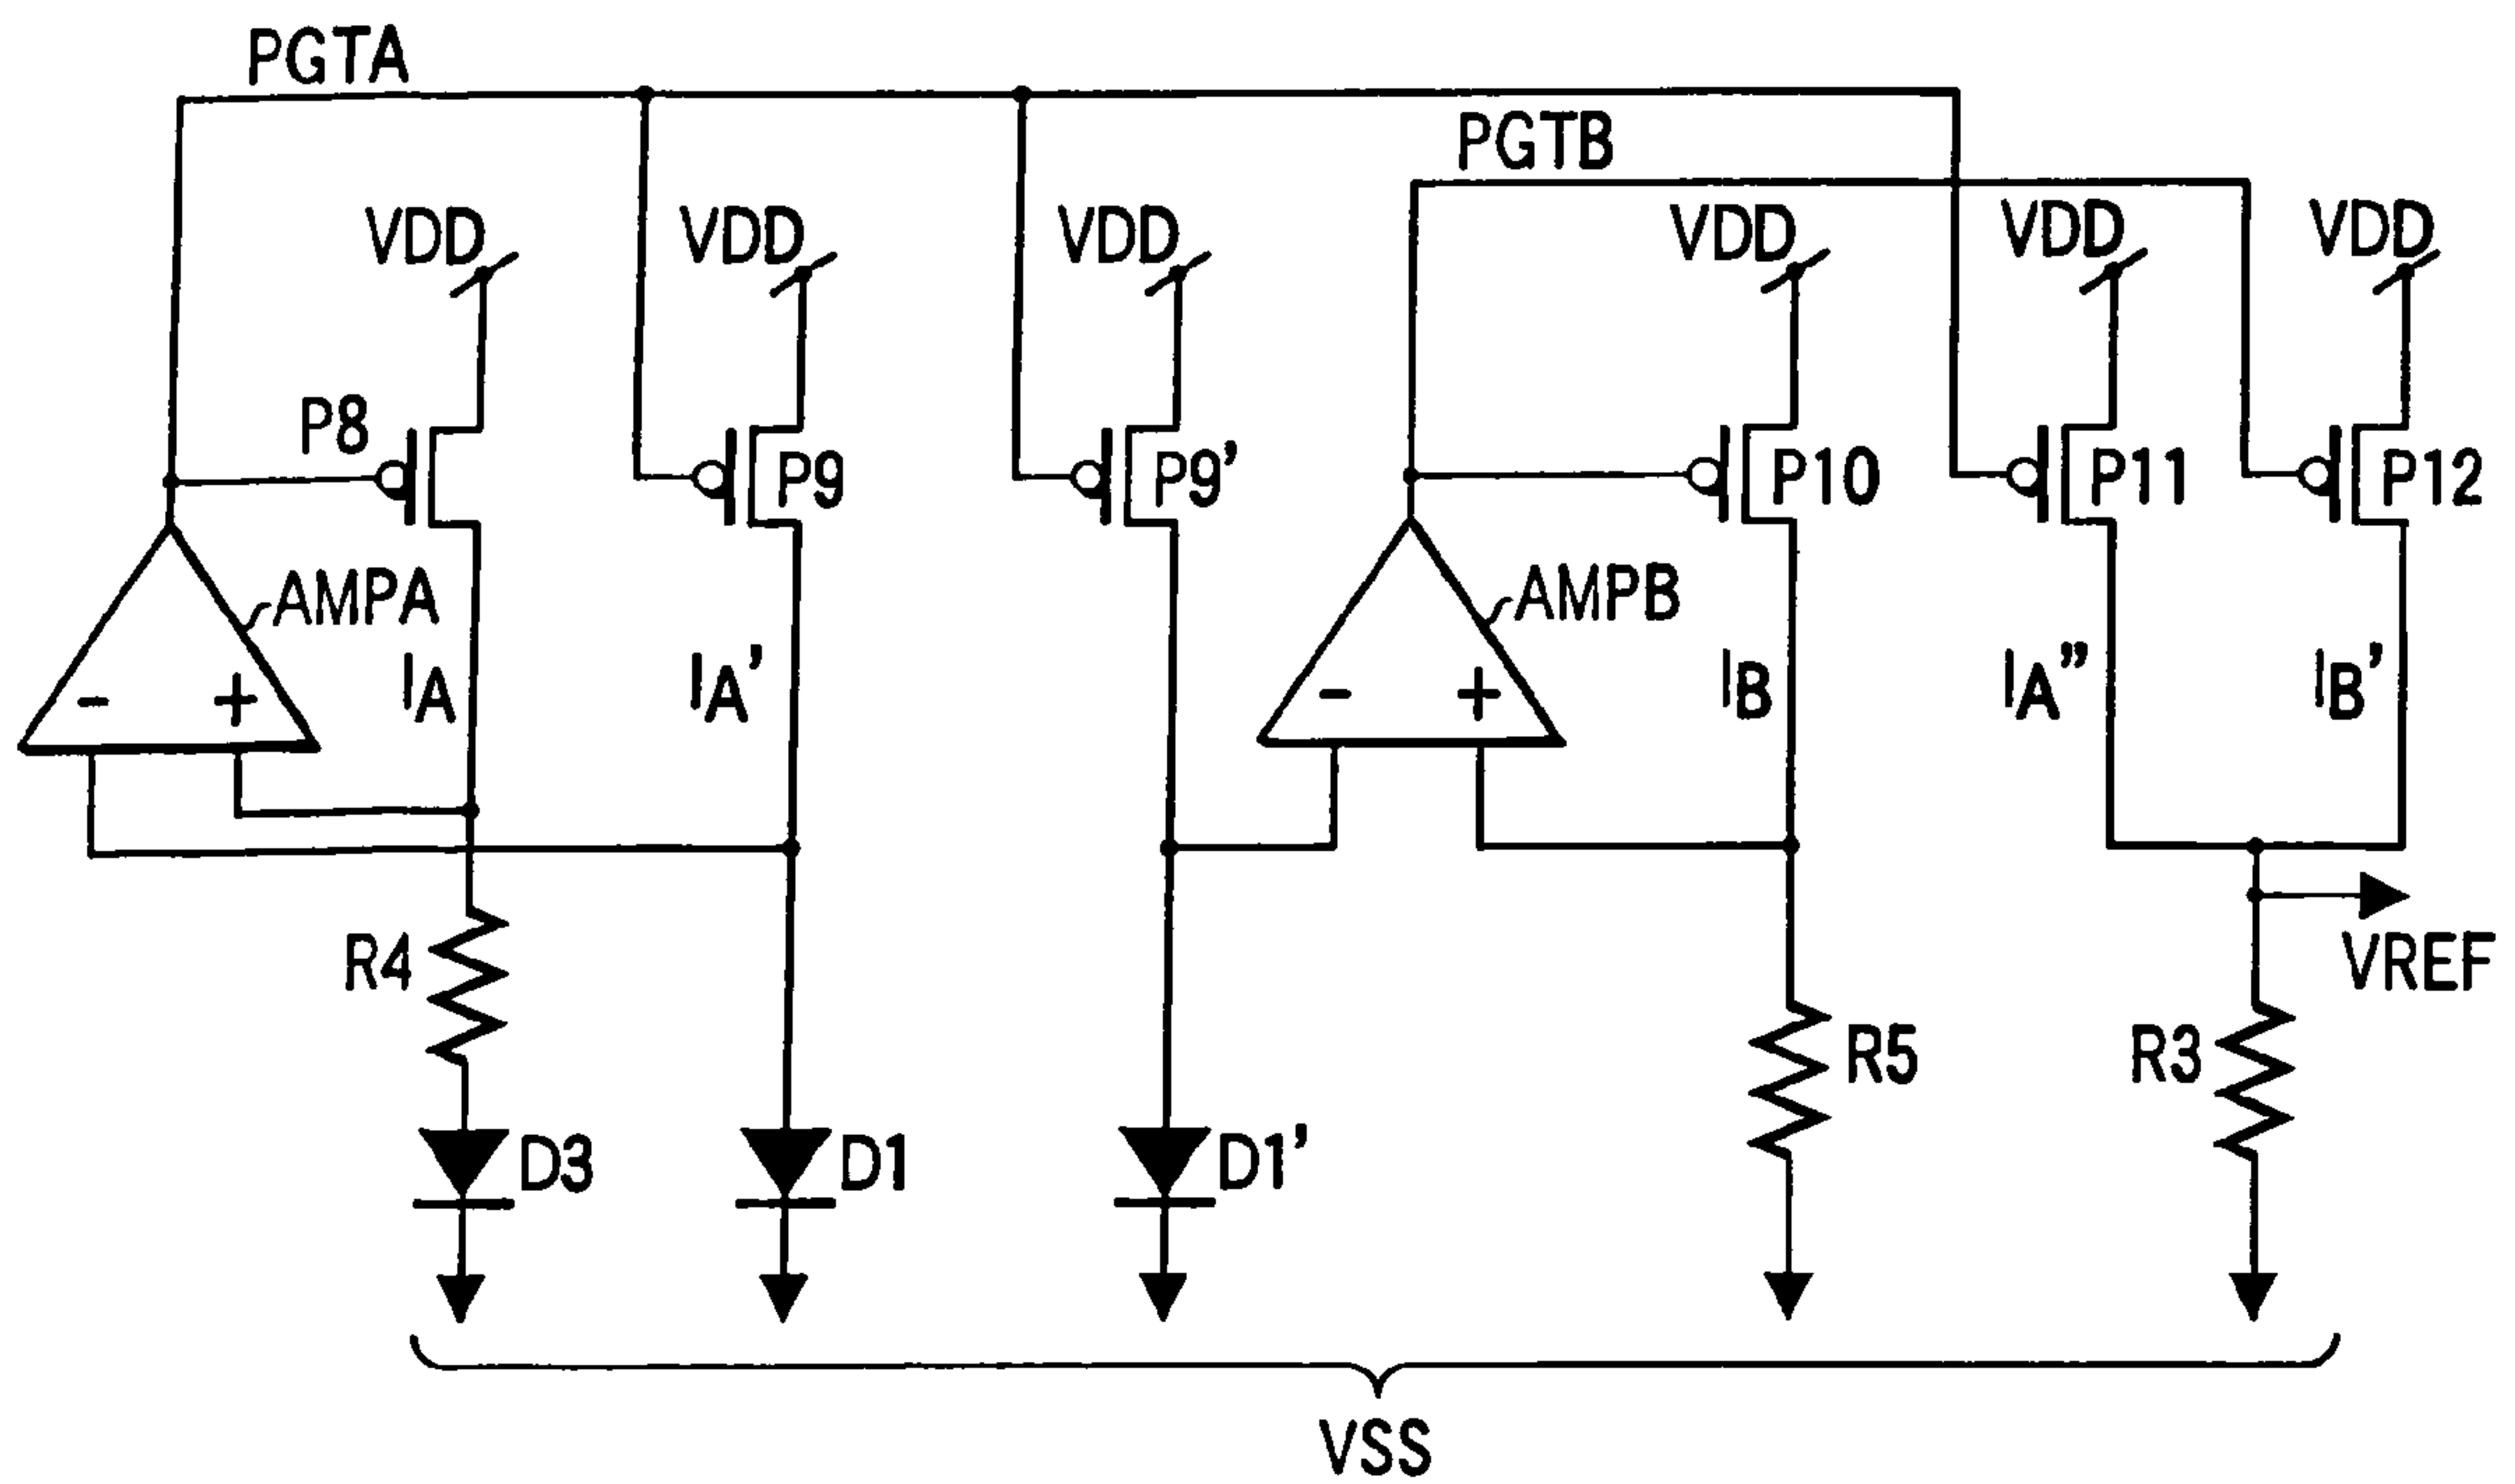 PGTA
PGTB
VDD VDD VDD VDD VDD VDD
P8 P9 P9' P10 P11 P12
AMPA AMPB
- + - +
IA IA' IB IA" IB'
R4 VREF
R5 R3
D3 D1 D1'
VSS